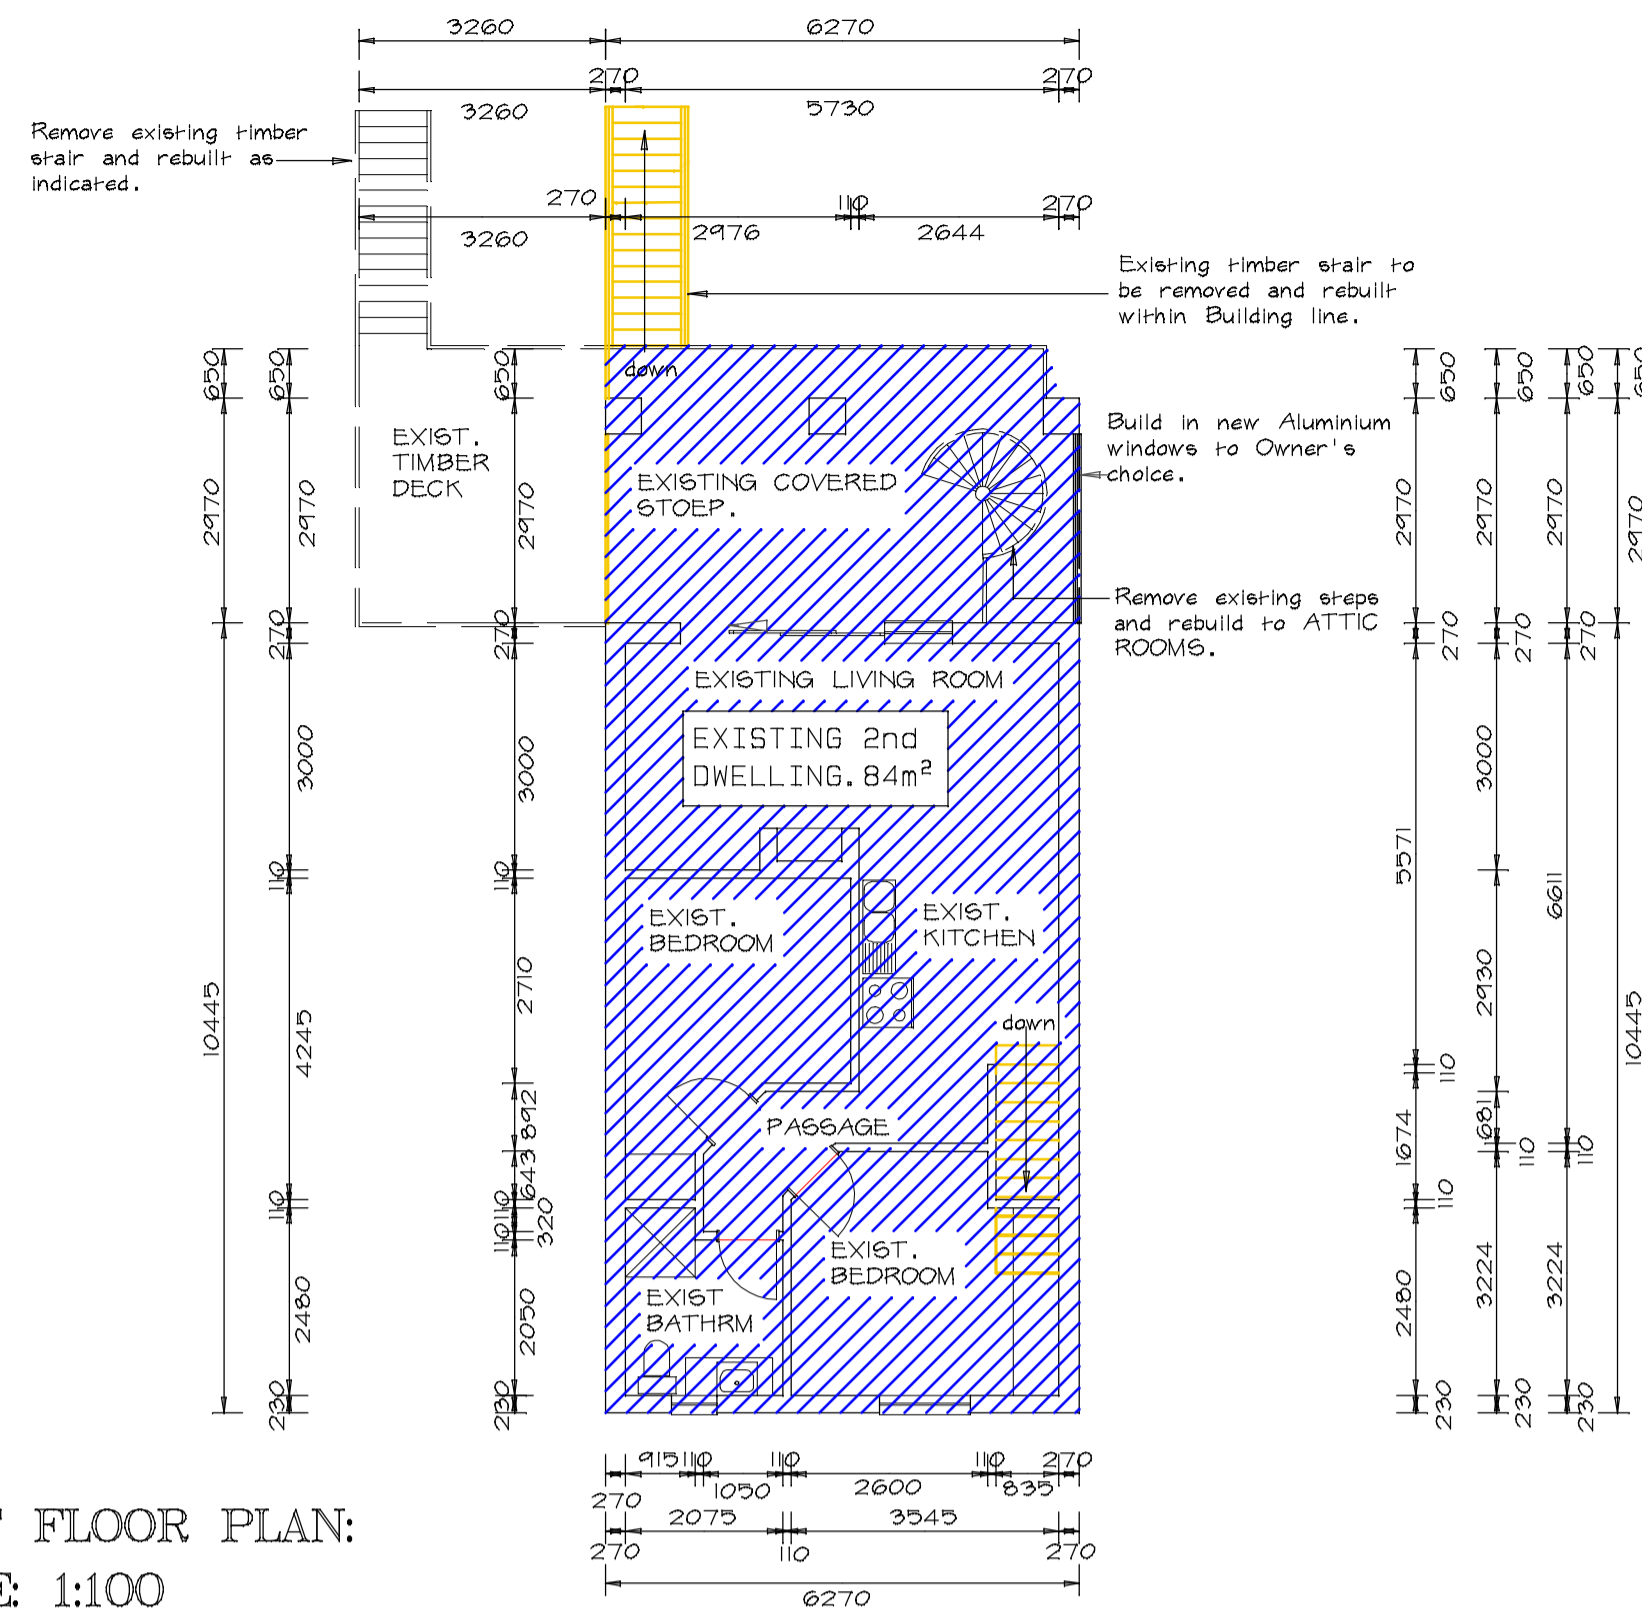 3260
6270
270
270
3260
5730
Remove existing timber
stair and rebuilt as
indicated.
270
110
270
3260
2976
2644
Existing timber stair to
be removed and rebuilt
within Building line.
down
650
650
650
650
650
650
650
EXIST.
TIMBER
DECK
EXISTING COVERED
STOEP.
Build in new Aluminium
windows to Owner's
choice.
2970
2970
2970
2970
2970
2970
2970
Remove existing steps
and rebuild to ATTIC
ROOMS.
270
270
270
270
270
EXISTING LIVING ROOM
EXISTING 2nd
DWELLING. 84m²
3000
3000
3000
5571
6611
110
110
EXIST.
BEDROOM
EXIST.
KITCHEN
10445
4245
2710
2930
10445
down
110
892
PASSAGE
1674
681
110
110
643
110
110
110
320
110
EXIST.
BEDROOM
EXIST
BATHRM
2480
2050
2480
3224
3224
230
230
230
230
230
230
915
110
110
110
270
270
1050
2600
835
2075
3545
270
110
270
6270
FLOOR PLAN:
E: 1:100